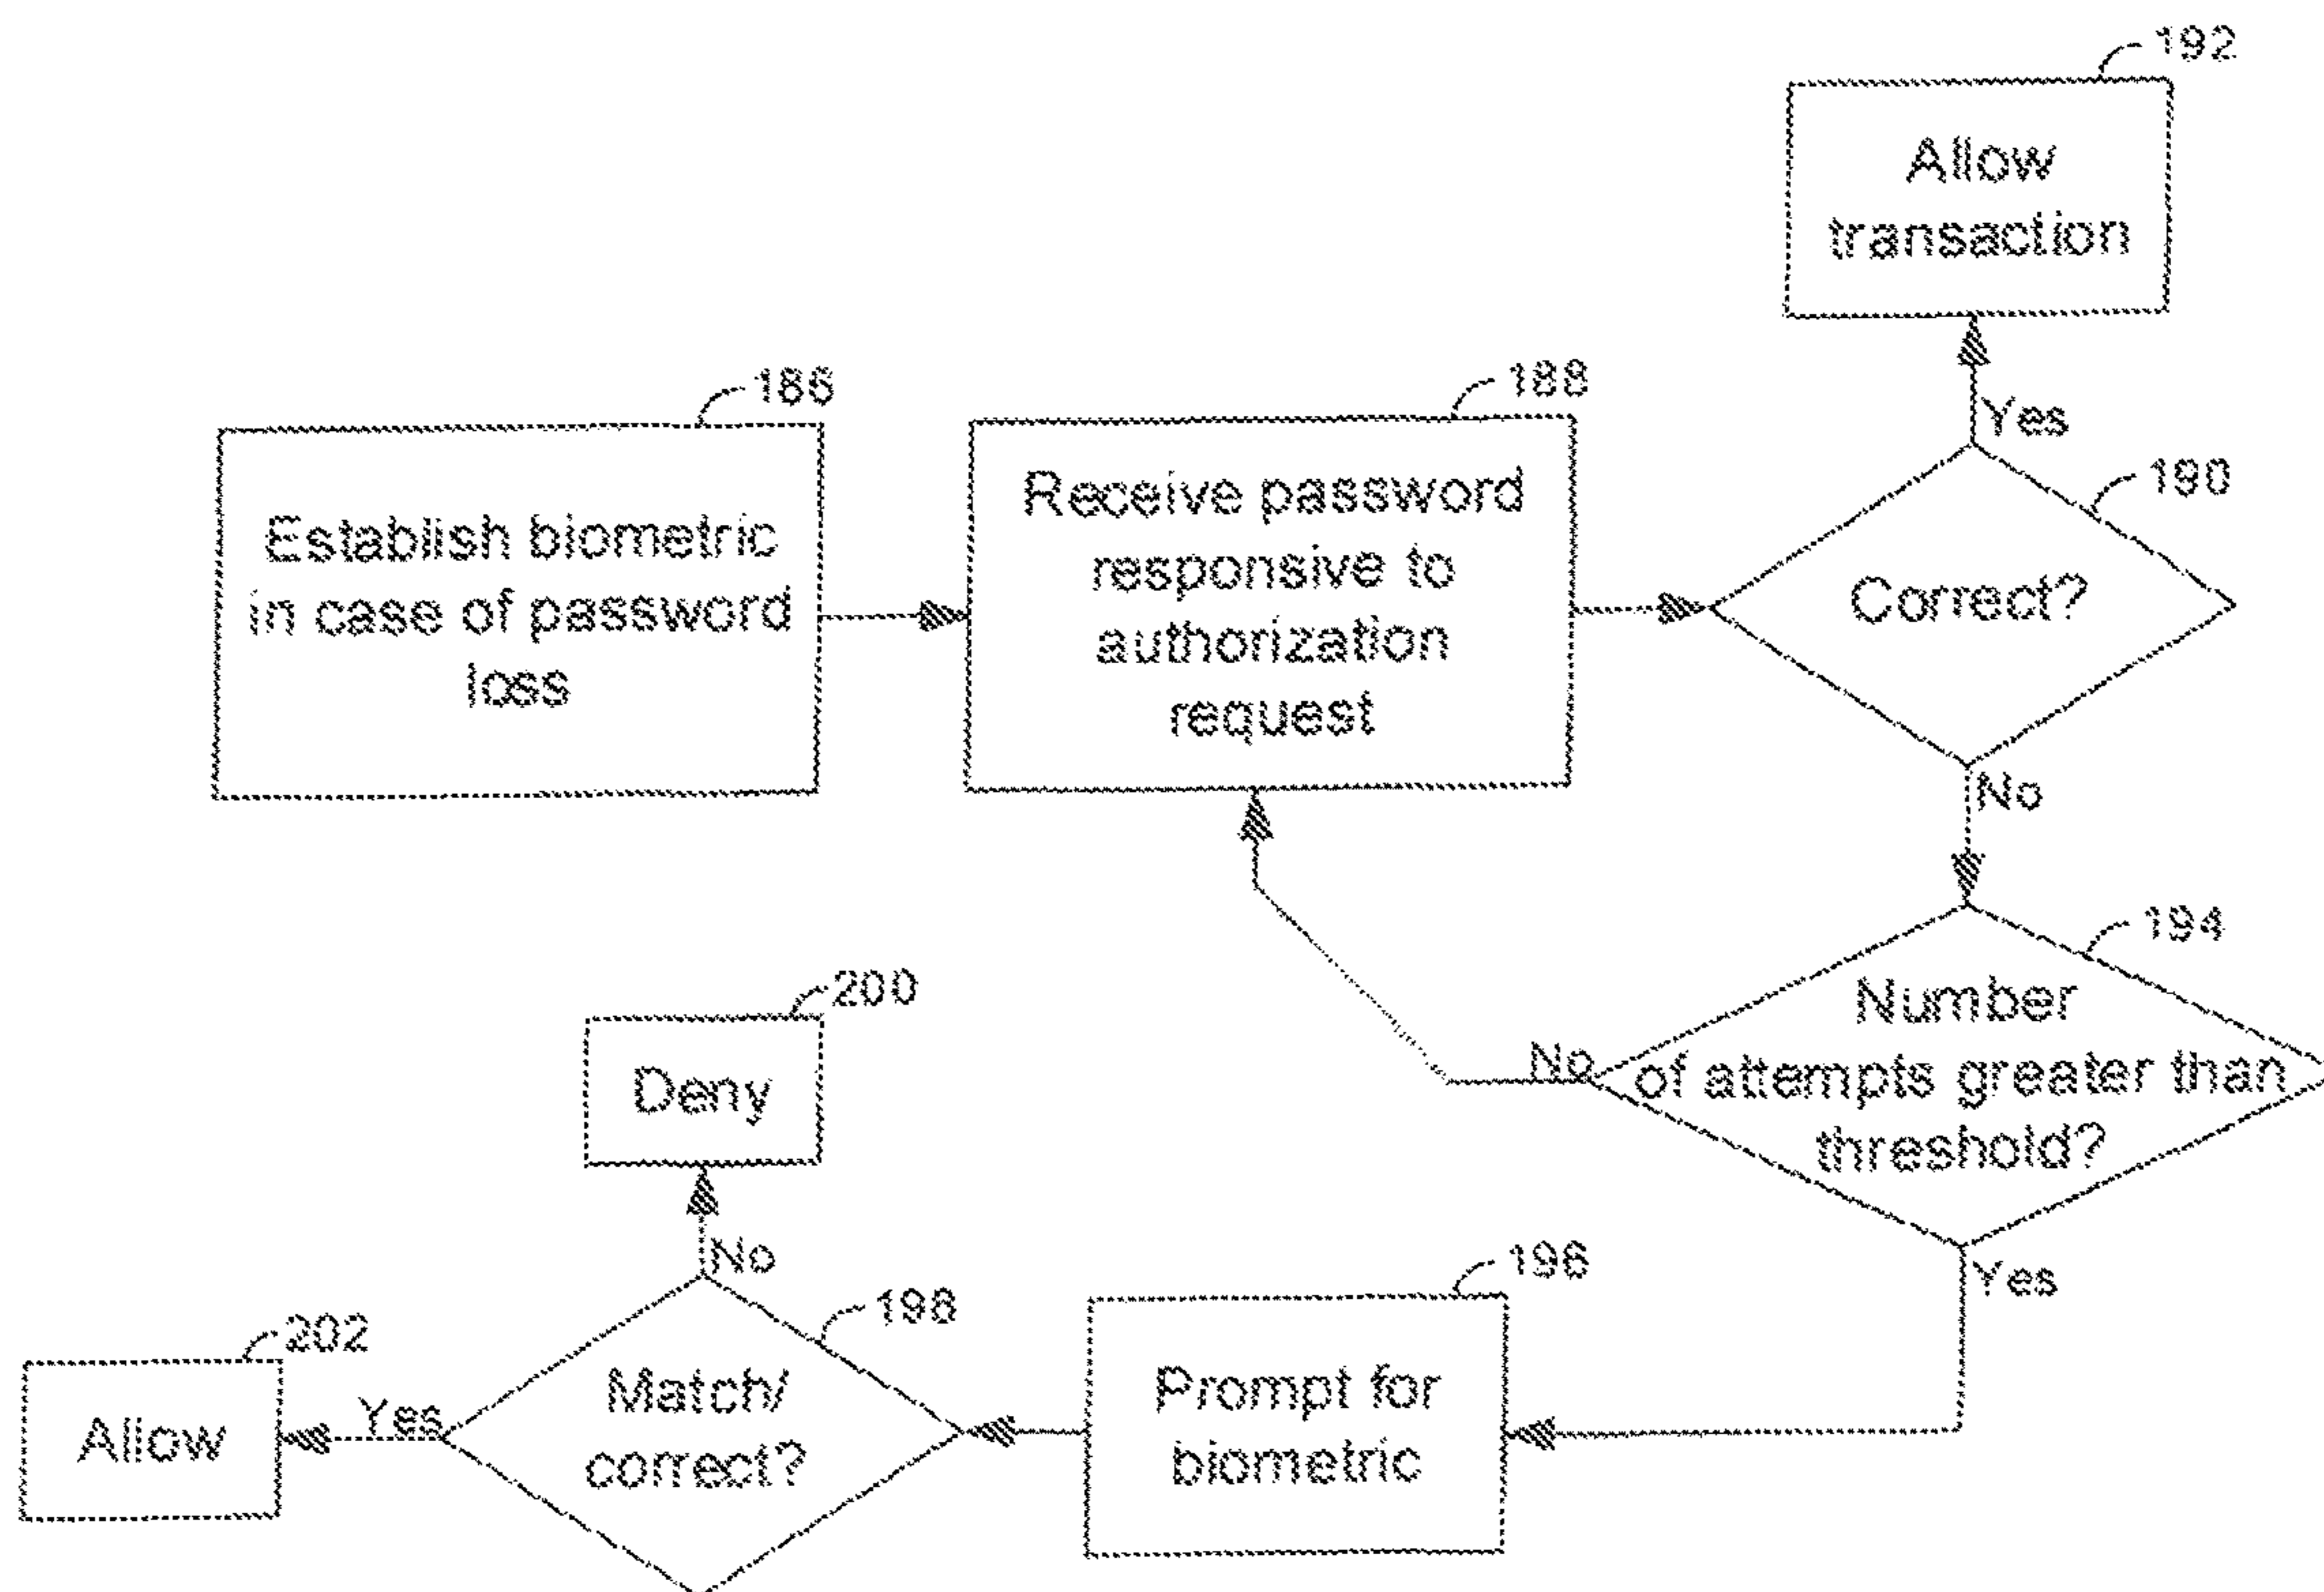 192
Allow
transaction
Yes
186
Establish biometric
in case of password
loss
188
Receive password
responsive to
authorization
request
190
Correct?
No
194
Number
of attempts greater than
threshold?
No
Yes
196
Prompt for
biometric
198
Match/
correct?
No
200
Deny
Yes
202
Allow